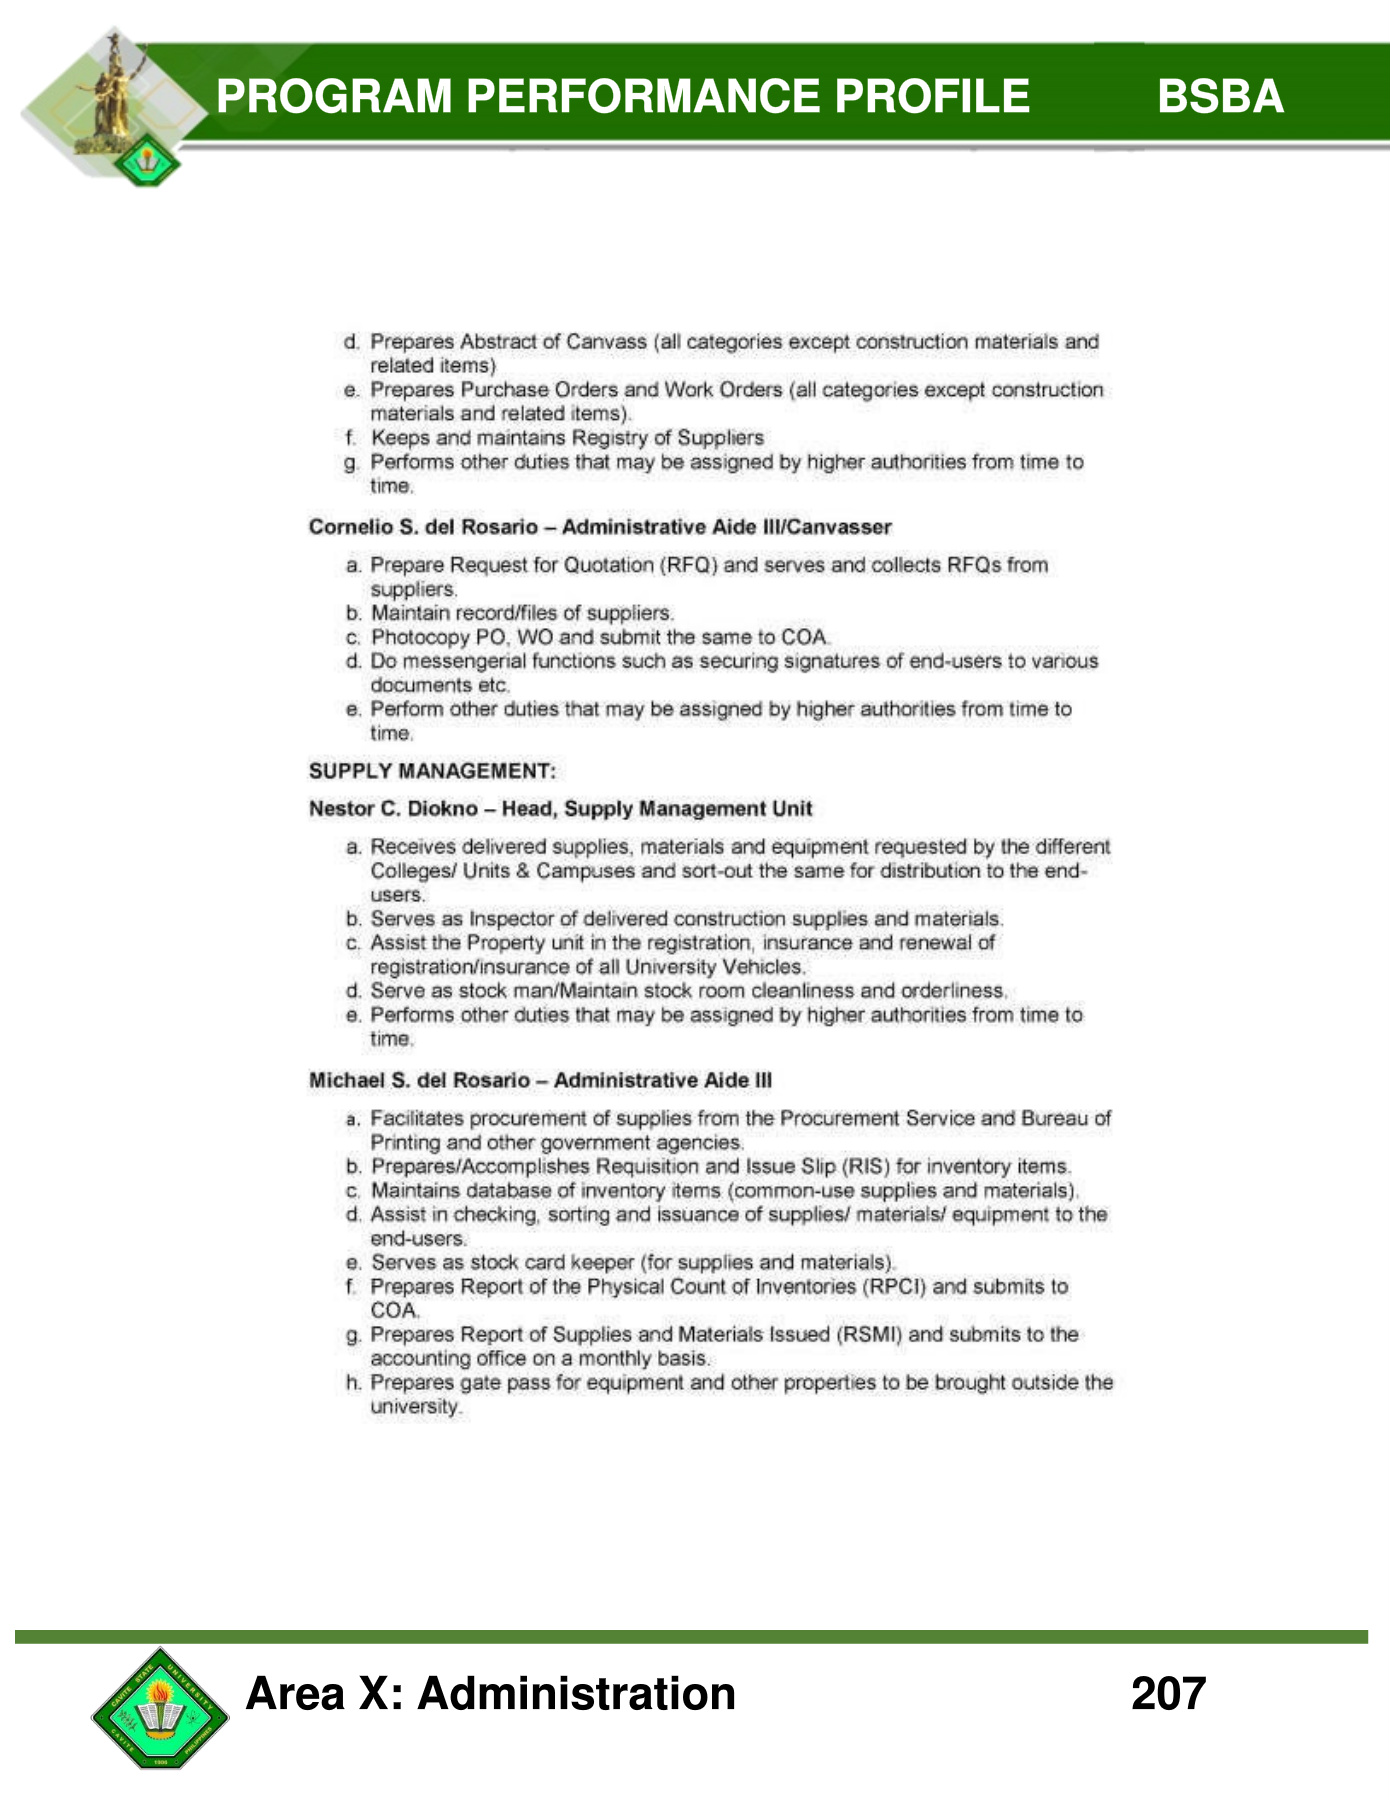 PROGRAM PERFORMANCE PROFILE BSBA
d. Prepares Abstract of Canvass (all categories except construction materials and
related items)
e. Prepares Purchase Orders and Work Orders (all categories except construction
materials and related items).
f. Keeps and maintains Registry of Suppliers
g. Performs other duties that may be assigned by higher authorities from time to
time.
Cornelio S. del Rosario – Administrative Aide III/Canvasser
a. Prepare Request for Quotation (RFQ) and serves and collects RFQs from
suppliers.
b. Maintain record/files of suppliers.
c. Photocopy PO, WO and submit the same to COA.
d. Do messengerial functions such as securing signatures of end-users to various
documents etc.
e. Perform other duties that may be assigned by higher authorities from time to
time.
SUPPLY MANAGEMENT:
Nestor C. Diokno – Head, Supply Management Unit
a. Receives delivered supplies, materials and equipment requested by the different
Colleges/ Units & Campuses and sort-out the same for distribution to the end-
users.
b. Serves as Inspector of delivered construction supplies and materials.
c. Assist the Property unit in the registration, insurance and renewal of
registration/insurance of all University Vehicles.
d. Serve as stock man/Maintain stock room cleanliness and orderliness.
e. Performs other duties that may be assigned by higher authorities from time to
time.
Michael S. del Rosario – Administrative Aide III
a. Facilitates procurement of supplies from the Procurement Service and Bureau of
Printing and other government agencies.
b. Prepares/Accomplishes Requisition and Issue Slip (RIS) for inventory items.
c. Maintains database of inventory items (common-use supplies and materials).
d. Assist in checking, sorting and issuance of supplies/ materials/ equipment to the
end-users.
e. Serves as stock card keeper (for supplies and materials).
f. Prepares Report of the Physical Count of Inventories (RPCI) and submits to
COA.
g. Prepares Report of Supplies and Materials Issued (RSMI) and submits to the
accounting office on a monthly basis.
h. Prepares gate pass for equipment and other properties to be brought outside the
university.
CAVITE STATE UNIVERSITY
CAVITE PHILIPPINES
1906
Area X: Administration 207